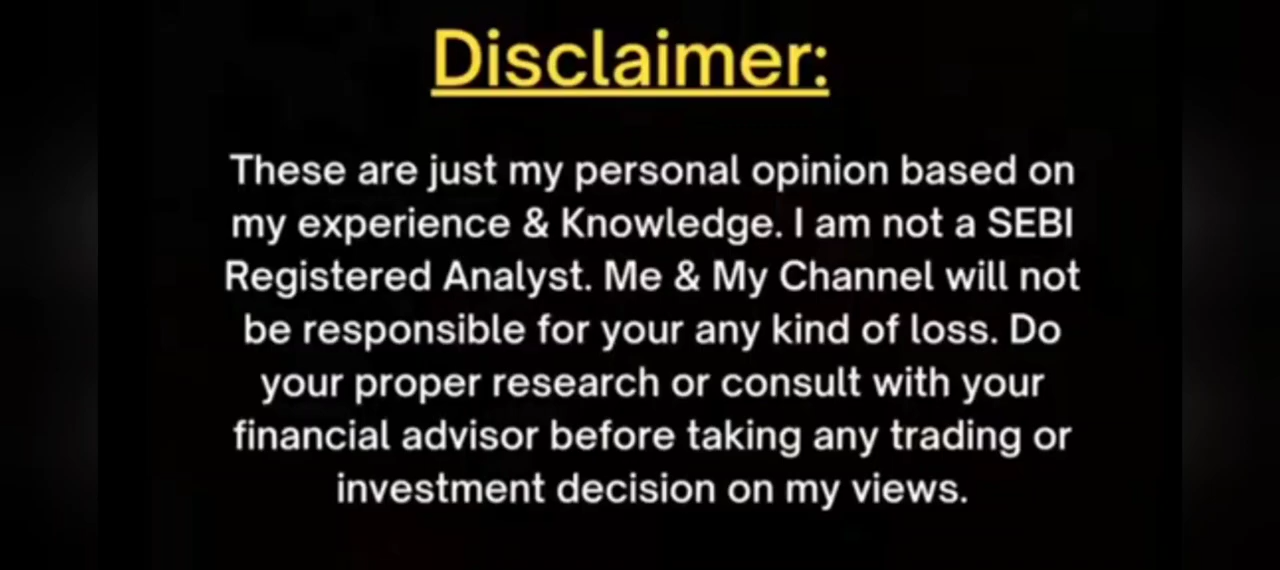 Disclaimer:
These are just my personal opinion based on
my experience & Knowledge. I am not a SEBI
Registered Analyst. Me & My Channel will not
be responsible for your any kind of loss. Do
your proper research or consult with your
financial advisor before taking any trading or
investment decision on my views.